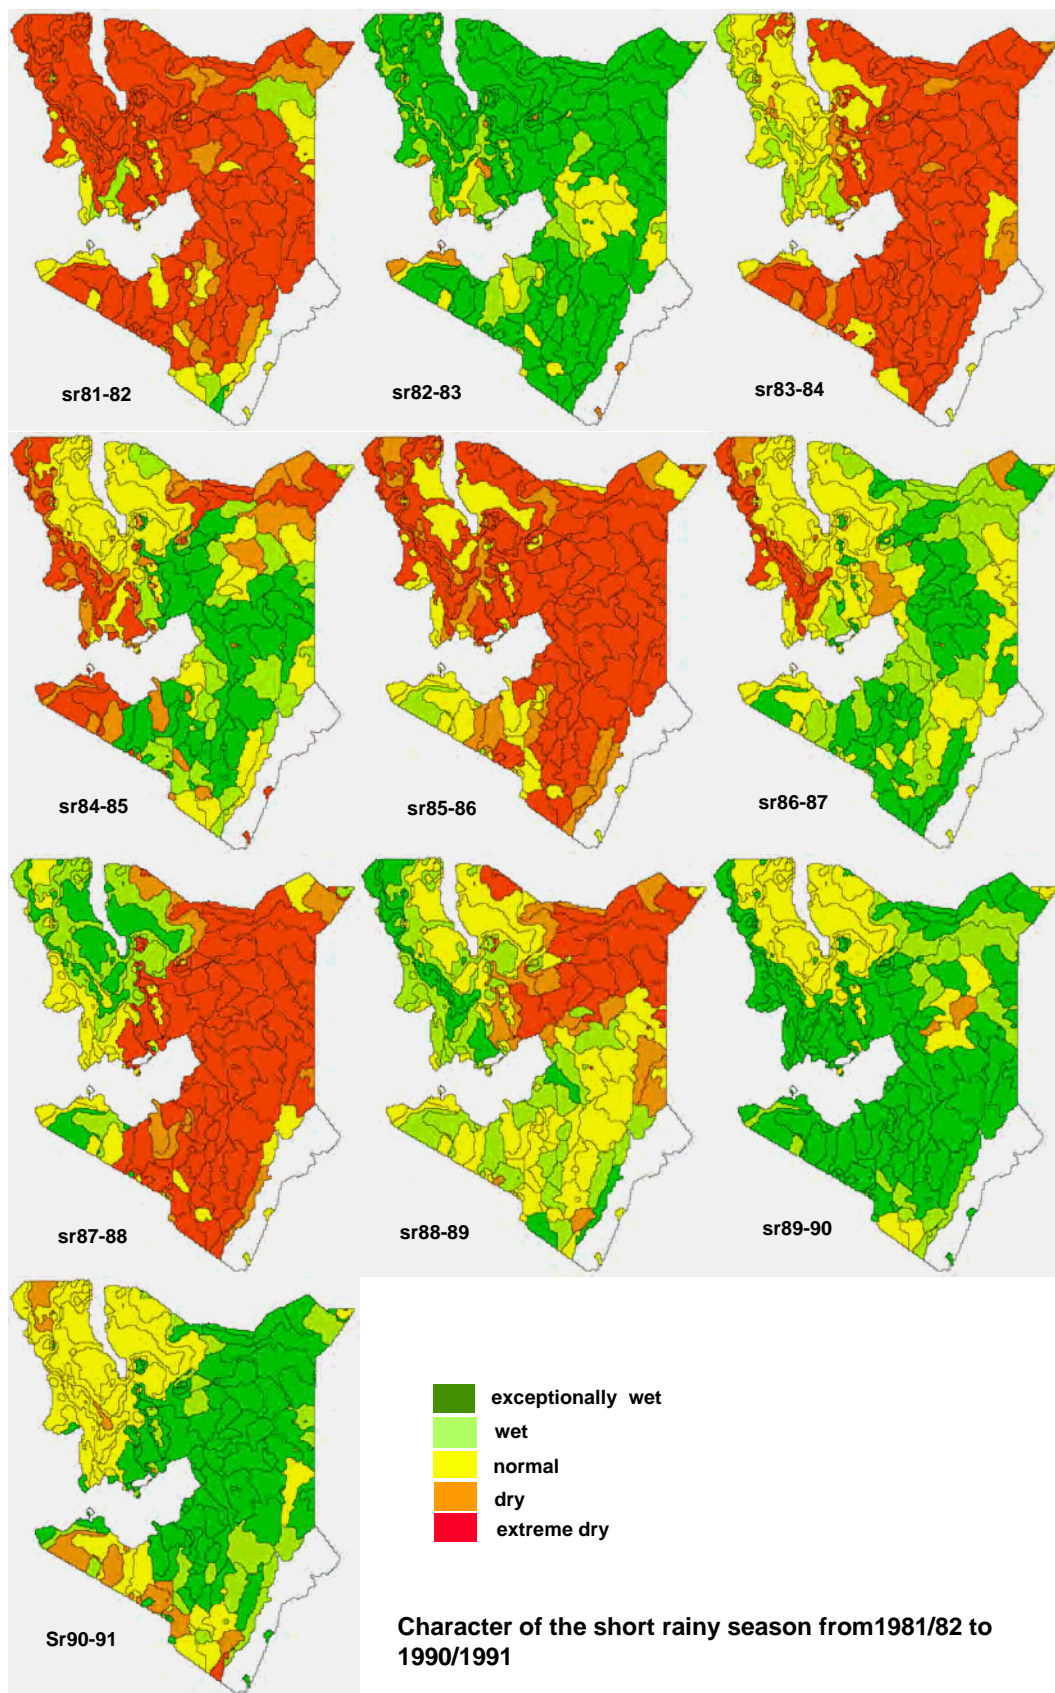 sr81-82
sr82-83
sr83-84
sr84-85
sr85-86
sr86-87
sr87-88
sr88-89
sr89-90
Sr90-91
exceptionally wet
wet
normal
dry
extreme dry
Character of the short rainy season from1981/82 to
1990/1991